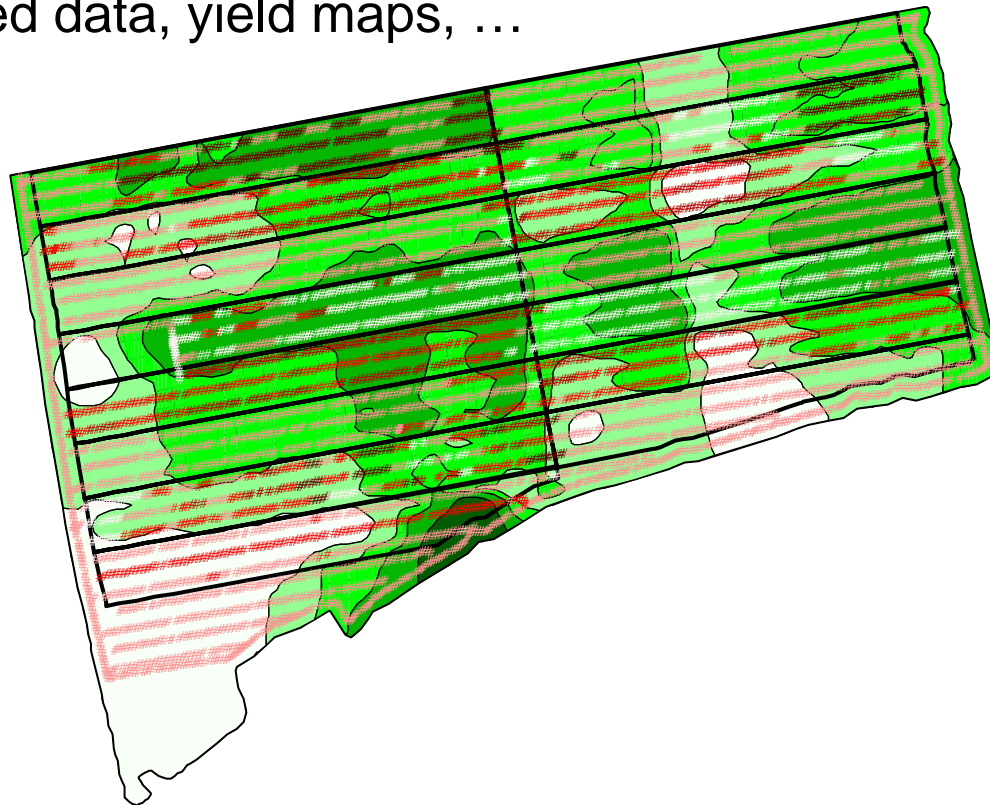 ed data, yield maps, …